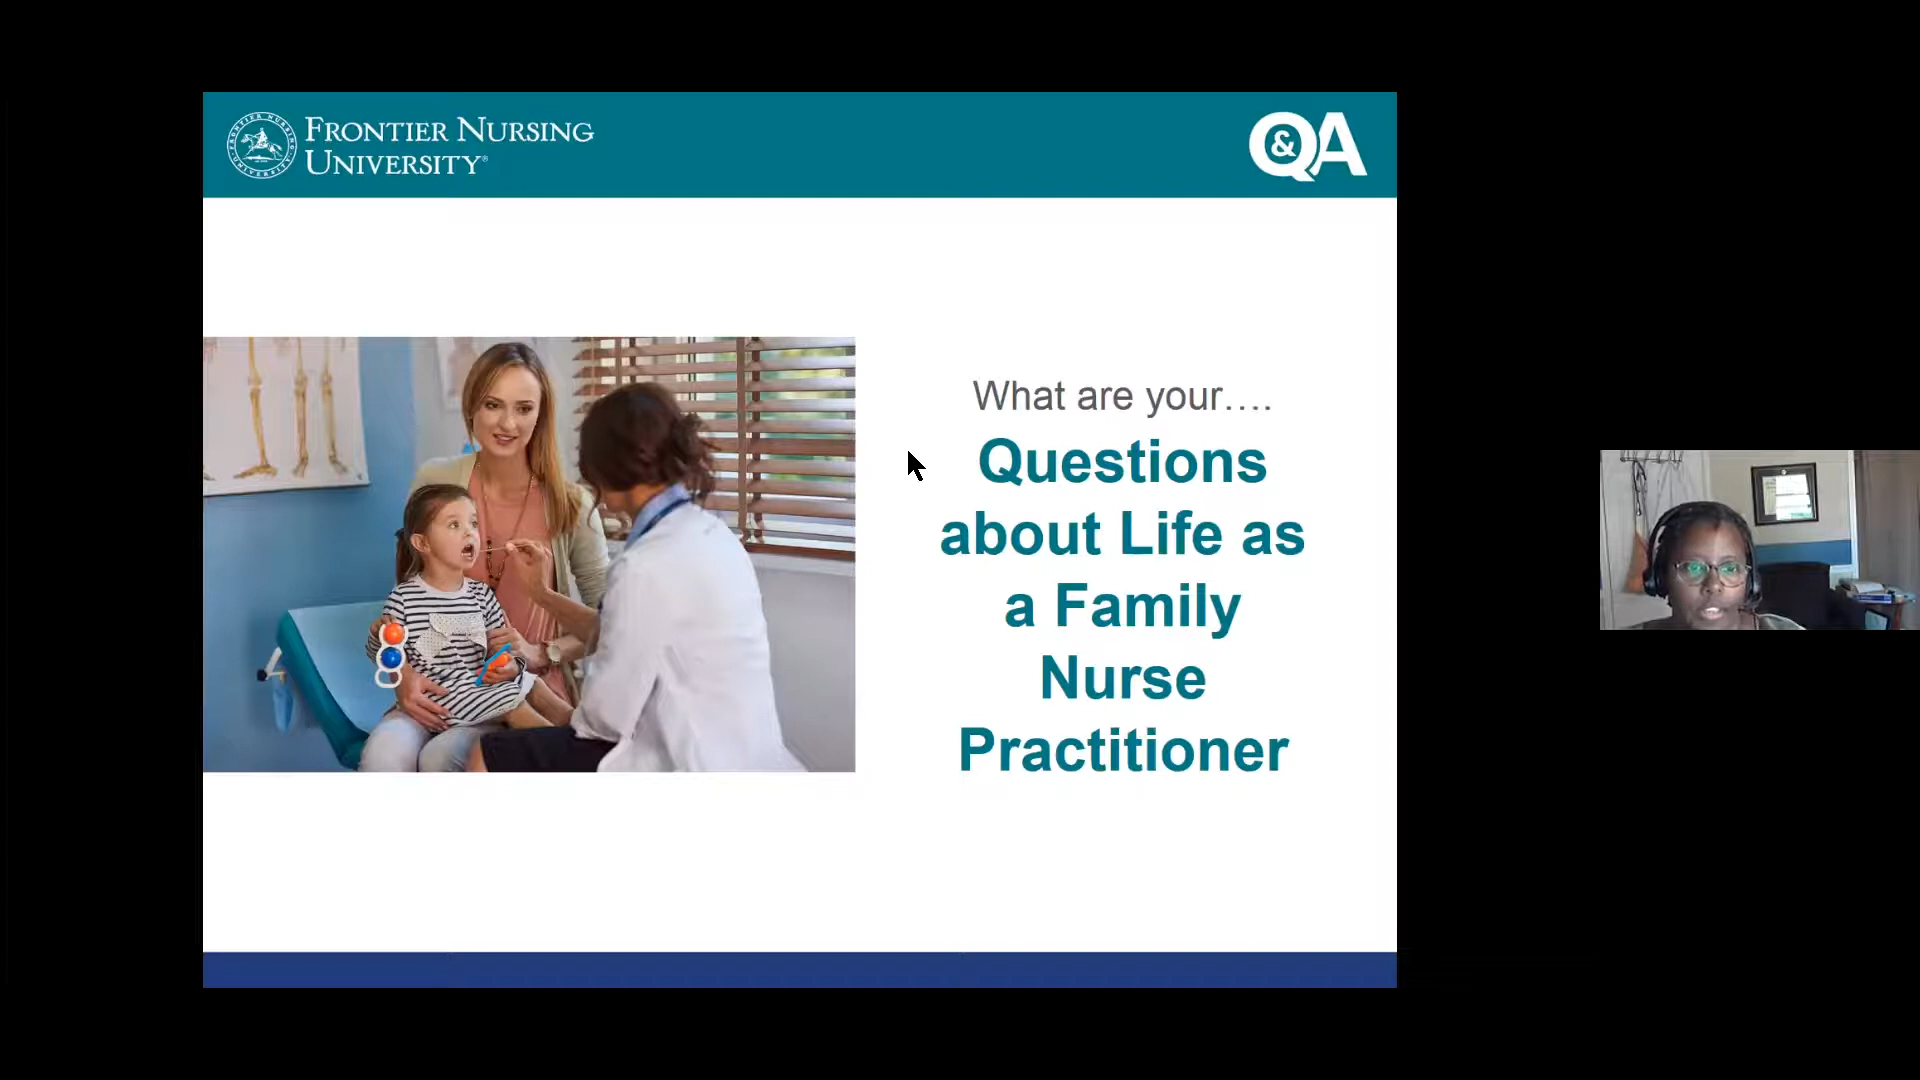 FRONTIER NURSING
UNIVERSITY®
Q&A
What are your....
Questions
about Life as
a Family
Nurse
Practitioner